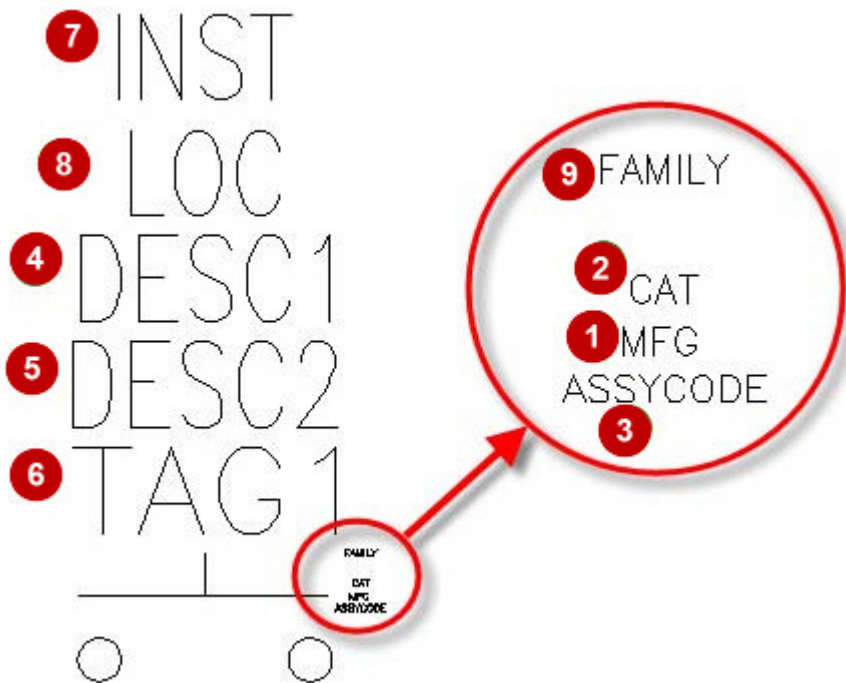 7 INST
8 LOC
4 DESC1
5 DESC2
6 TAG1
FAMILY
CAT
MFG
ASSYCODE
9 FAMILY
2 CAT
1 MFG
ASSYCODE
3